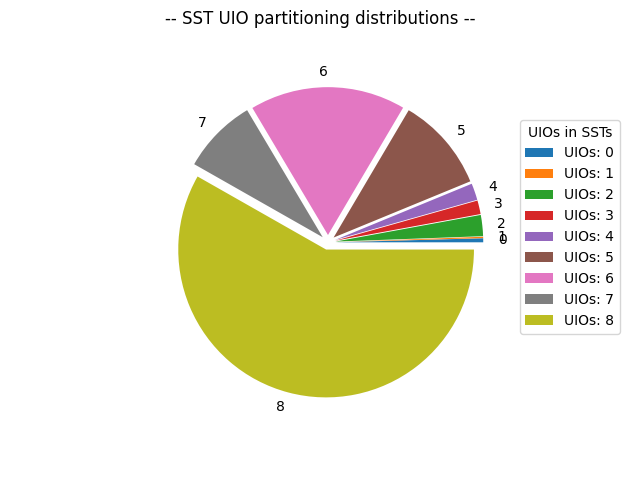 -- SST UIO partitioning distributions --
6
7
5
4
3
2
1
0
8
UIOs in SSTs
UIOs: 0
UIOs: 1
UIOs: 2
UIOs: 3
UIOs: 4
UIOs: 5
UIOs: 6
UIOs: 7
UIOs: 8